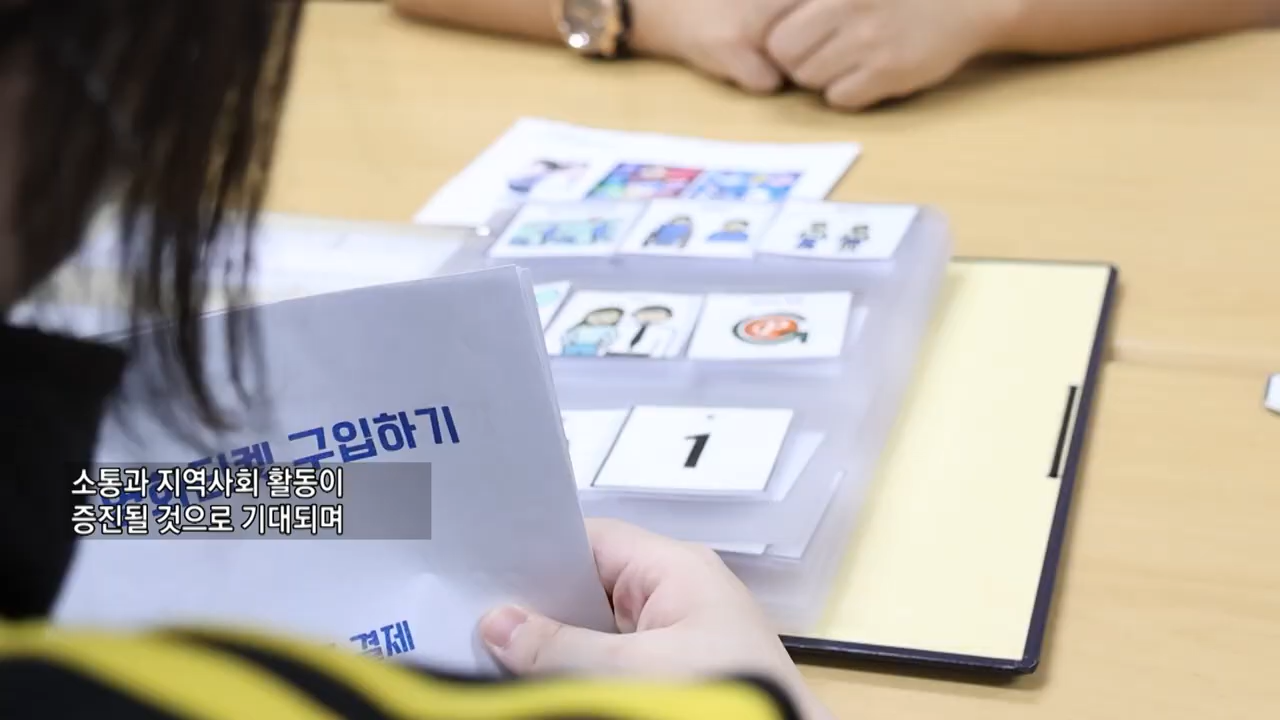 구입하기
소통과 지역사회 활동이
증진될 것으로 기대되며
1
결제